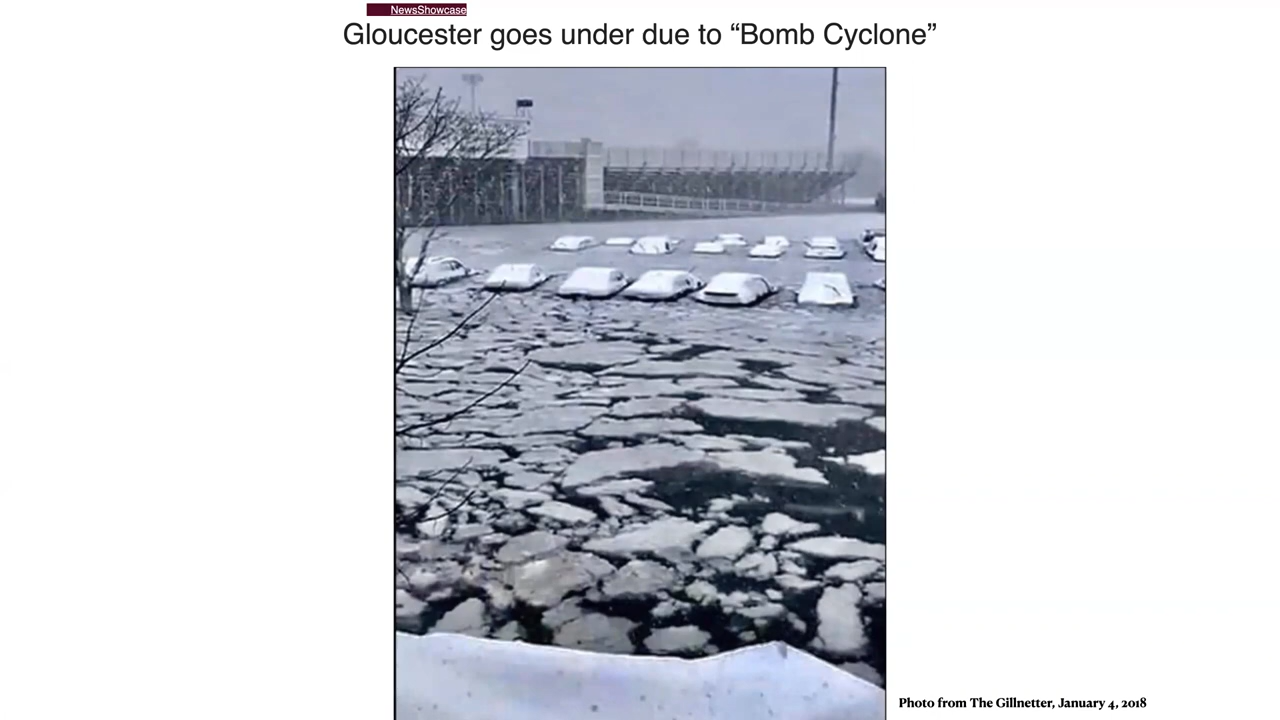 NewsShowcase
Gloucester goes under due to “Bomb Cyclone”
Photo from The Gillnetter, January 4, 2018